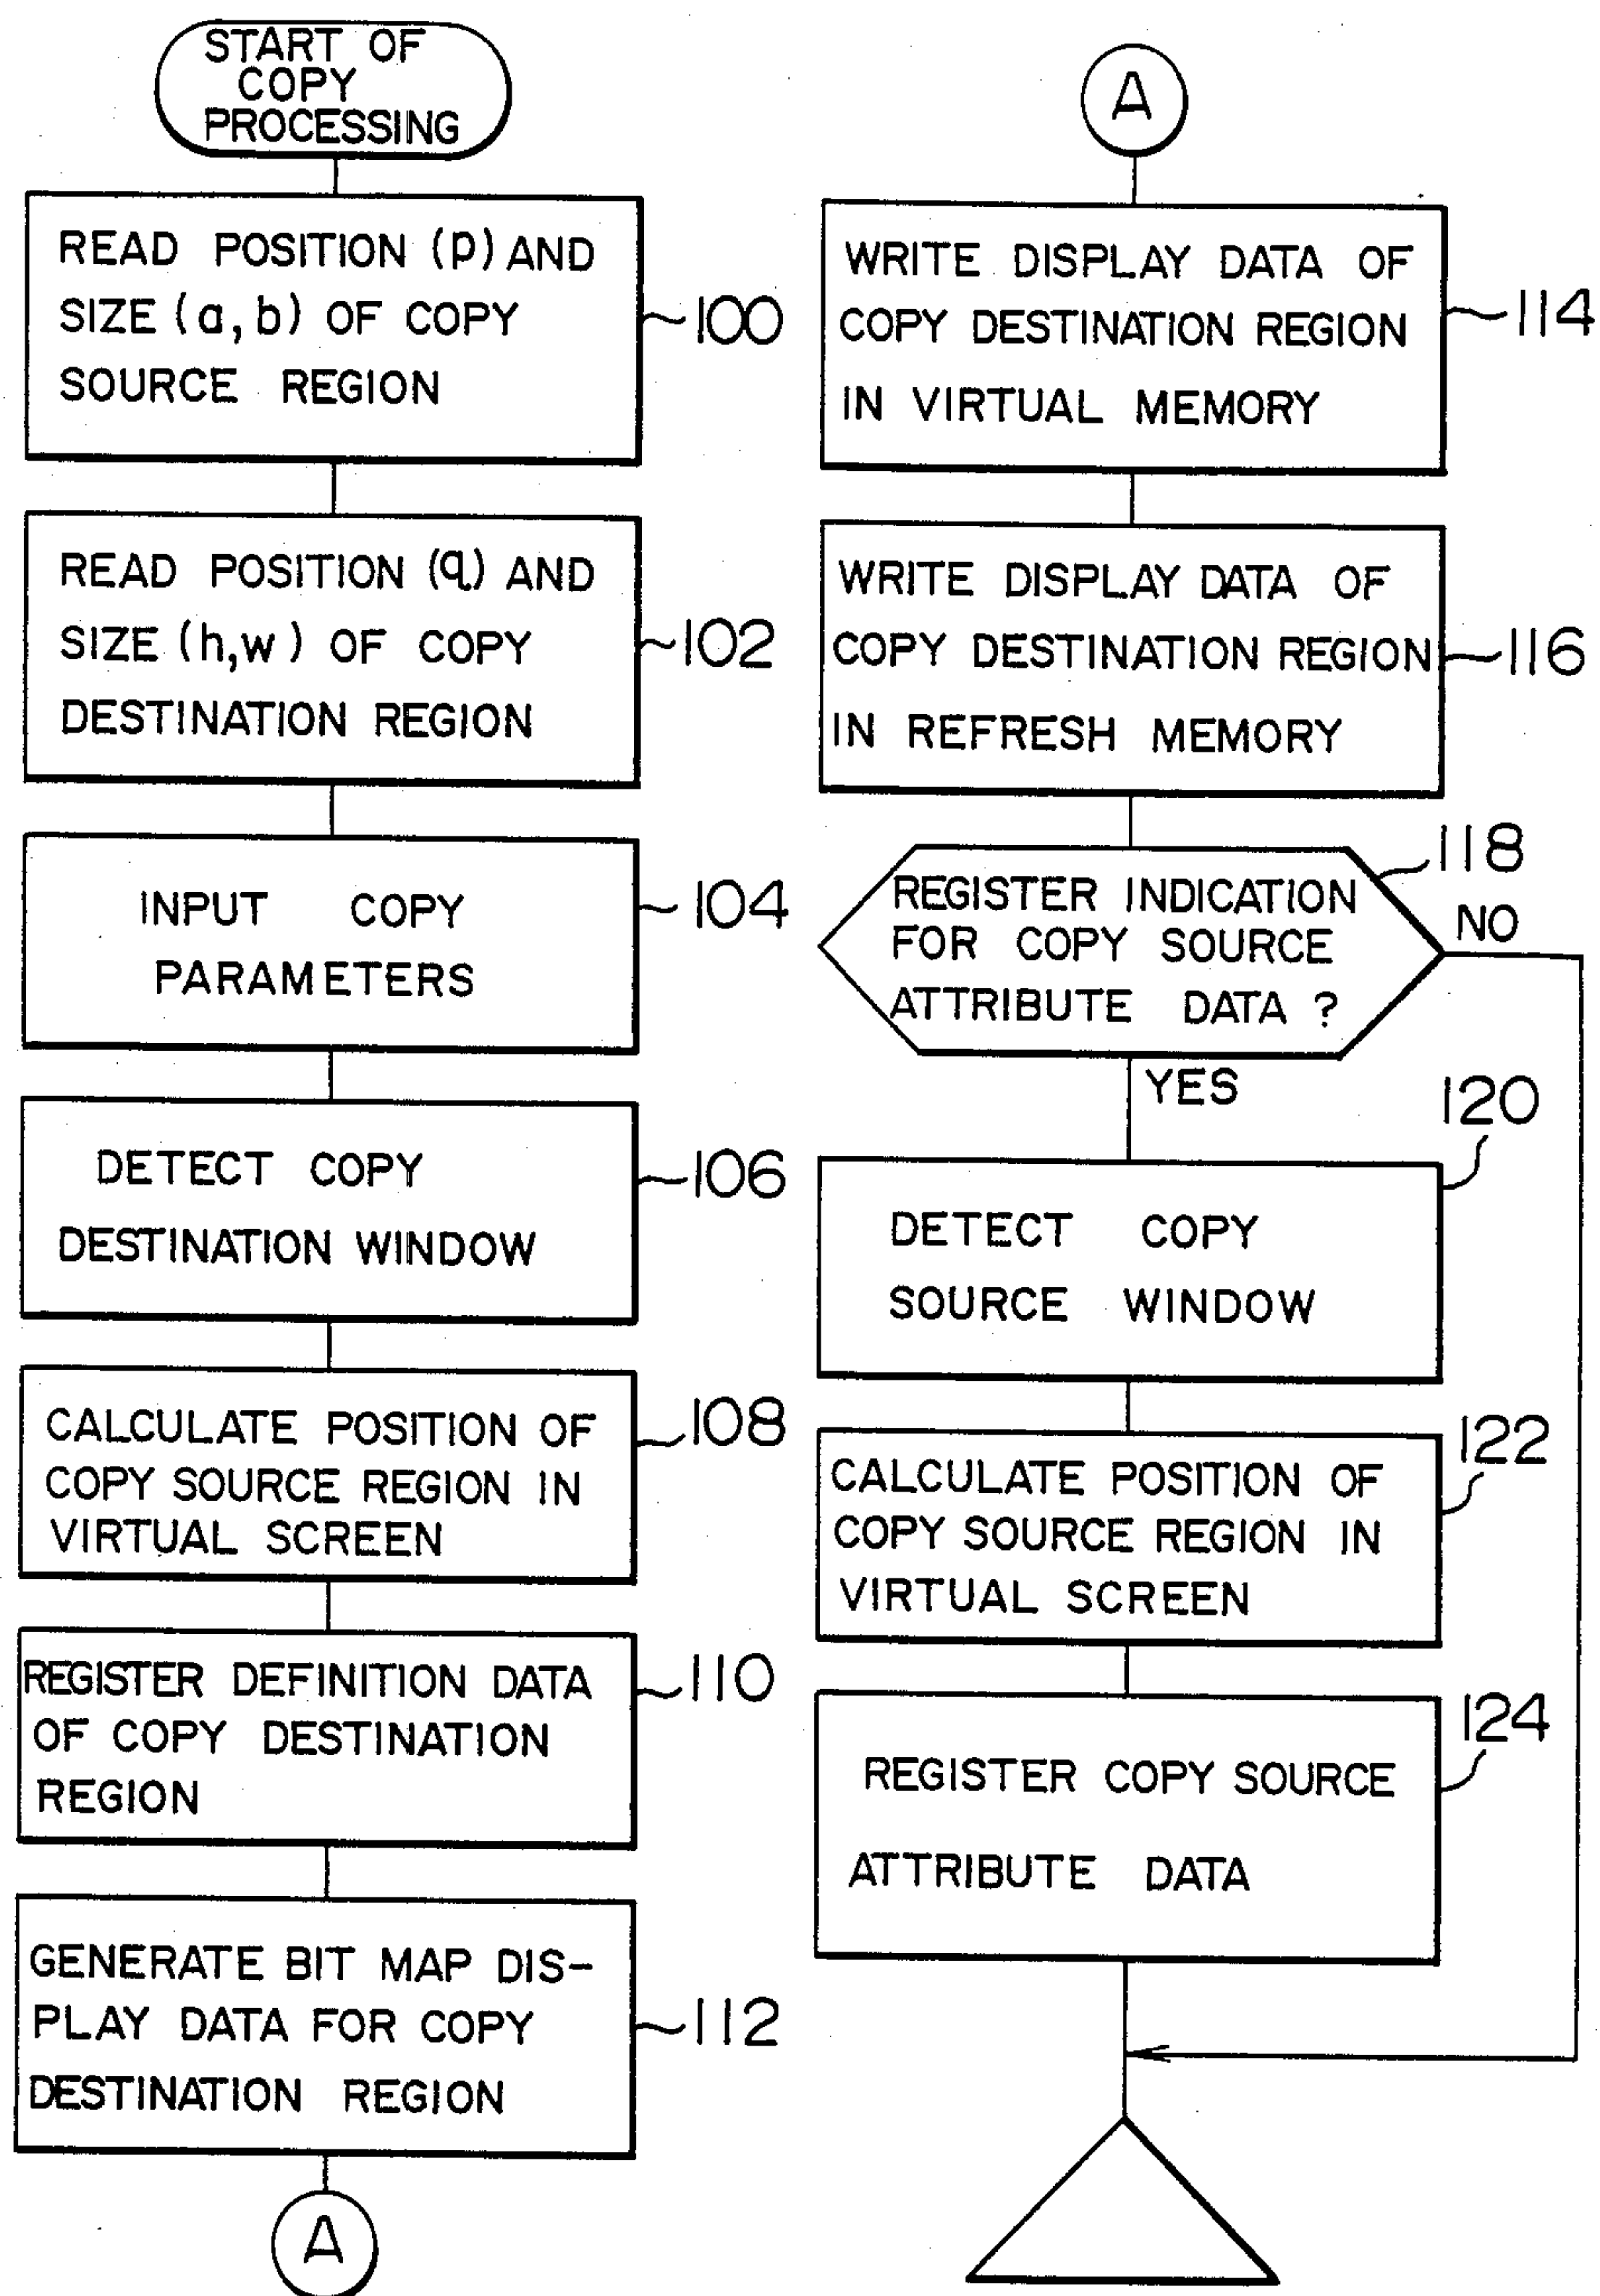 START OF
COPY
PROCESSING
READ POSITION (p) AND
SIZE (a,b) OF COPY
SOURCE REGION
100
READ POSITION (q) AND
SIZE (h,w) OF COPY
DESTINATION REGION
102
INPUT COPY
PARAMETERS
104
DETECT COPY
DESTINATION WINDOW
106
CALCULATE POSITION OF
COPY SOURCE REGION IN
VIRTUAL SCREEN
108
REGISTER DEFINITION DATA
OF COPY DESTINATION
REGION
110
GENERATE BIT MAP DIS-
PLAY DATA FOR COPY
DESTINATION REGION
112
A
A
WRITE DISPLAY DATA OF
COPY DESTINATION REGION
IN VIRTUAL MEMORY
114
WRITE DISPLAY DATA OF
COPY DESTINATION REGION
IN REFRESH MEMORY
116
REGISTER INDICATION
FOR COPY SOURCE
ATTRIBUTE DATA ?
118
NO
YES
DETECT COPY
SOURCE WINDOW
120
CALCULATE POSITION OF
COPY SOURCE REGION IN
VIRTUAL SCREEN
122
REGISTER COPY SOURCE
ATTRIBUTE DATA
124